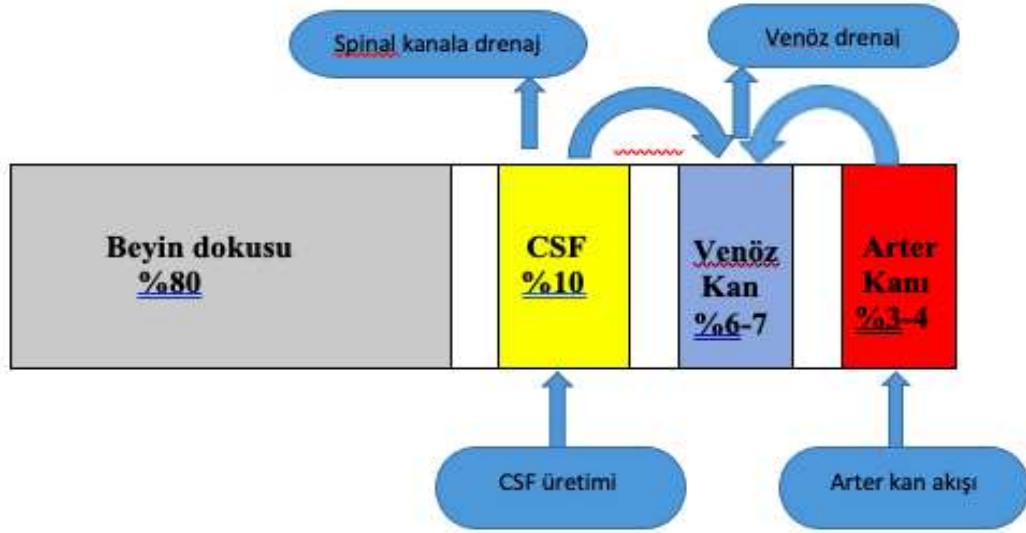 Spinal kanala drenaj
Venöz drenaj
Beyin dokusu
%80
CSF
%10
Venöz
Kan
%6-7
Arter
Kanı
%3-4
CSF üretimi
Arter kan akışı